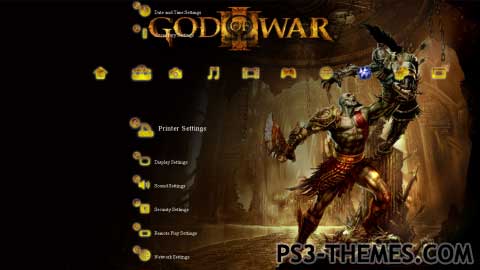 Date and Time Settings
GOD OF WAR
III
Printer Settings
Display Settings
Sound Settings
Security Settings
Remote Play Settings
Network Settings
PS3-THEMES.COM